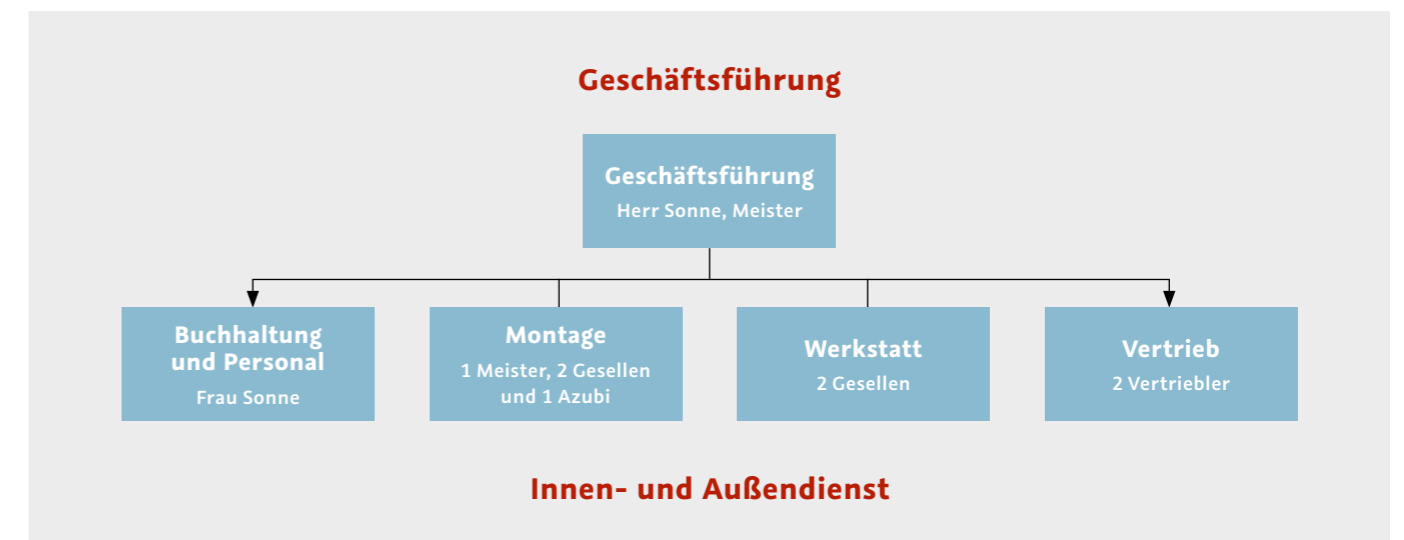 Geschäftsführung
Geschäftsführung
Herr Sonne, Meister
Buchhaltung
und Personal
Frau Sonne
Montage
1 Meister, 2 Gesellen
und 1 Azubi
Werkstatt
2 Gesellen
Vertrieb
2 Vertriebler
Innen- und Außendienst